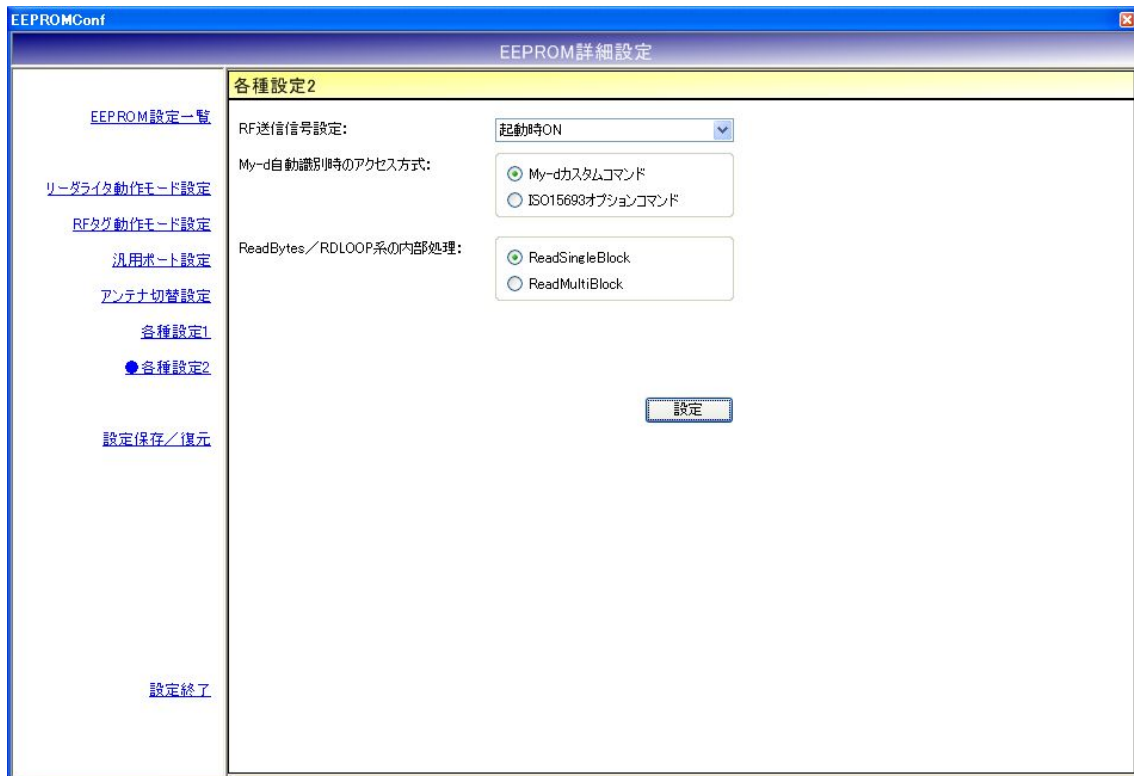 EEPROMConf
EEPROM詳細設定
EEPROM設定一覧
リーダライタ動作モード設定
RFタグ動作モード設定
汎用ポート設定
アンテナ切替設定
各種設定1
●各種設定2
設定保存／復元
設定終了
各種設定2
RF送信信号設定: 起動時ON
My-d自動識別時のアクセス方式:
My-dカスタムコマンド
ISO15693オプションコマンド
ReadBytes／RDLOOP系の内部処理:
ReadSingleBlock
ReadMultiBlock
設定